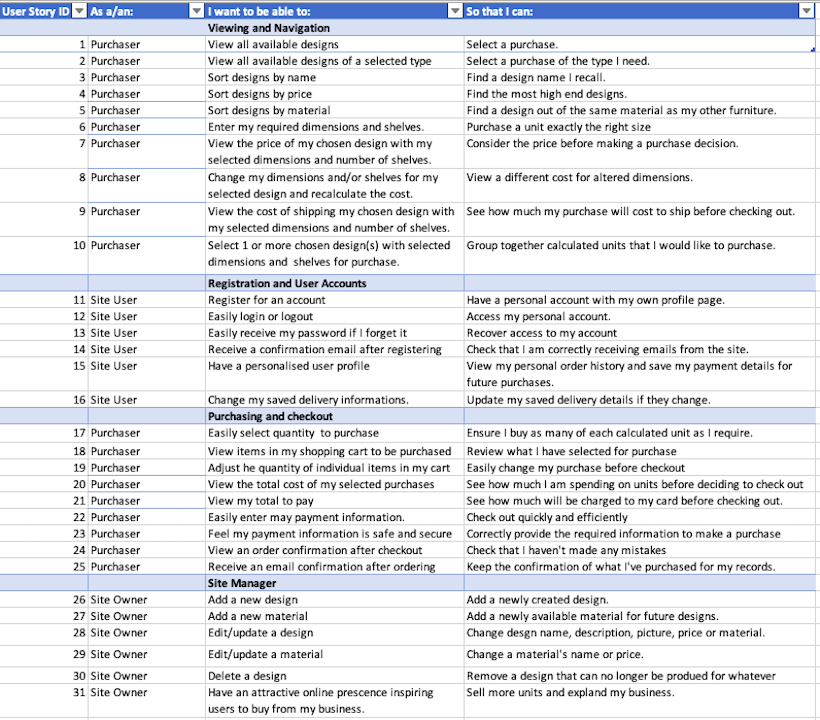 User Story ID As a/an: I want to be able to: So that I can:
Viewing and Navigation
1 Purchaser View all available designs Select a purchase.
2 Purchaser View all available designs of a selected type Select a purchase of the type I need.
3 Purchaser Sort designs by name Find a design name I recall.
4 Purchaser Sort designs by price Find the most high end designs.
5 Purchaser Sort designs by material Find a design out of the same material as my other furniture.
6 Purchaser Enter my required dimensions and shelves. Purchase a unit exactly the right size
7 Purchaser View the price of my chosen design with my Consider the price before making a purchase decision.
selected dimensions and number of shelves.
8 Purchaser Change my dimensions and/or shelves for my View a different cost for altered dimensions.
selected design and recalculate the cost.
9 Purchaser View the cost of shipping my chosen design with See how much my purchase will cost to ship before checking out.
my selected dimensions and number of shelves.
10 Purchaser Select 1 or more chosen design(s) with selected Group together calculated units that I would like to purchase.
dimensions and shelves for purchase.
Registration and User Accounts
11 Site User Register for an account Have a personal account with my own profile page.
12 Site User Easily login or logout Access my personal account.
13 Site User Easily receive my password if I forget it Recover access to my account
14 Site User Receive a confirmation email after registering Check that I am correctly receiving emails from the site.
15 Site User Have a personalised user profile View my personal order history and save my payment details for
future purchases.
16 Site User Change my saved delivery informations. Update my saved delivery details if they change.
Purchasing and checkout
17 Purchaser Easily select quantity to purchase Ensure I buy as many of each calculated unit as I require.
18 Purchaser View items in my shopping cart to be purchased Review what I have selected for purchase
19 Purchaser Adjust he quantity of individual items in my cart Easily change my purchase before checkout
20 Purchaser View the total cost of my selected purchases See how much I am spending on units before deciding to check out
21 Purchaser View my total to pay See how much will be charged to my card before checking out.
22 Purchaser Easily enter may payment information. Check out quickly and efficiently
23 Purchaser Feel my payment information is safe and secure Correctly provide the required information to make a purchase
24 Purchaser View an order confirmation after checkout Check that I haven't made any mistakes
25 Purchaser Receive an email confirmation after ordering Keep the confirmation of what I've purchased for my records.
Site Manager
26 Site Owner Add a new design Add a newly created design.
27 Site Owner Add a new material Add a newly available material for future designs.
28 Site Owner Edit/update a design Change desgn name, description, picture, price or material.
29 Site Owner Edit/update a material Change a material's name or price.
30 Site Owner Delete a design Remove a design that can no longer be produed for whatever
31 Site Owner Have an attractive online prescence inspiring Sell more units and expland my business.
users to buy from my business.